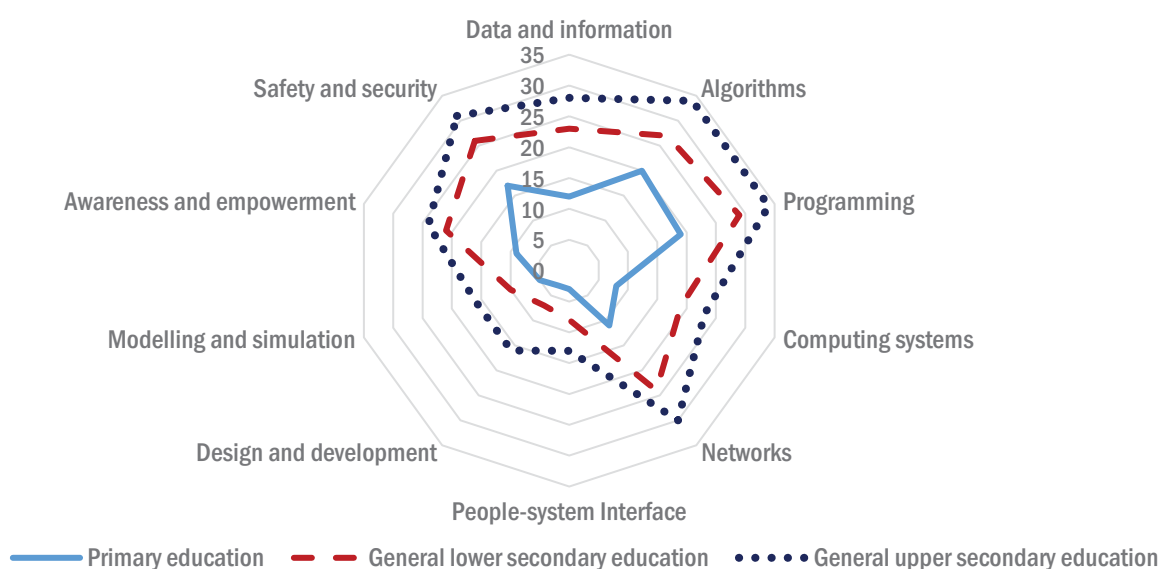 Data and information
35
Safety and security
30
Algorithms
25
20
Awareness and empowerment
15
Programming
10
5
0
Modelling and simulation
Computing systems
Design and development
Networks
People-system Interface
Primary education
General lower secondary education
General upper secondary education